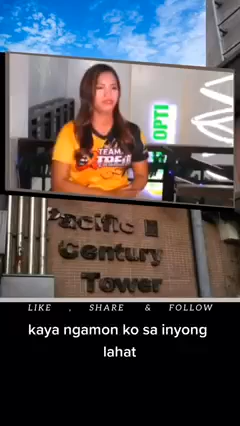 TEAM
OPTI
Pacific
Century
Tower
LIKE , SHARE & FOLLOW
kaya ngamon ko sa inyong
lahat